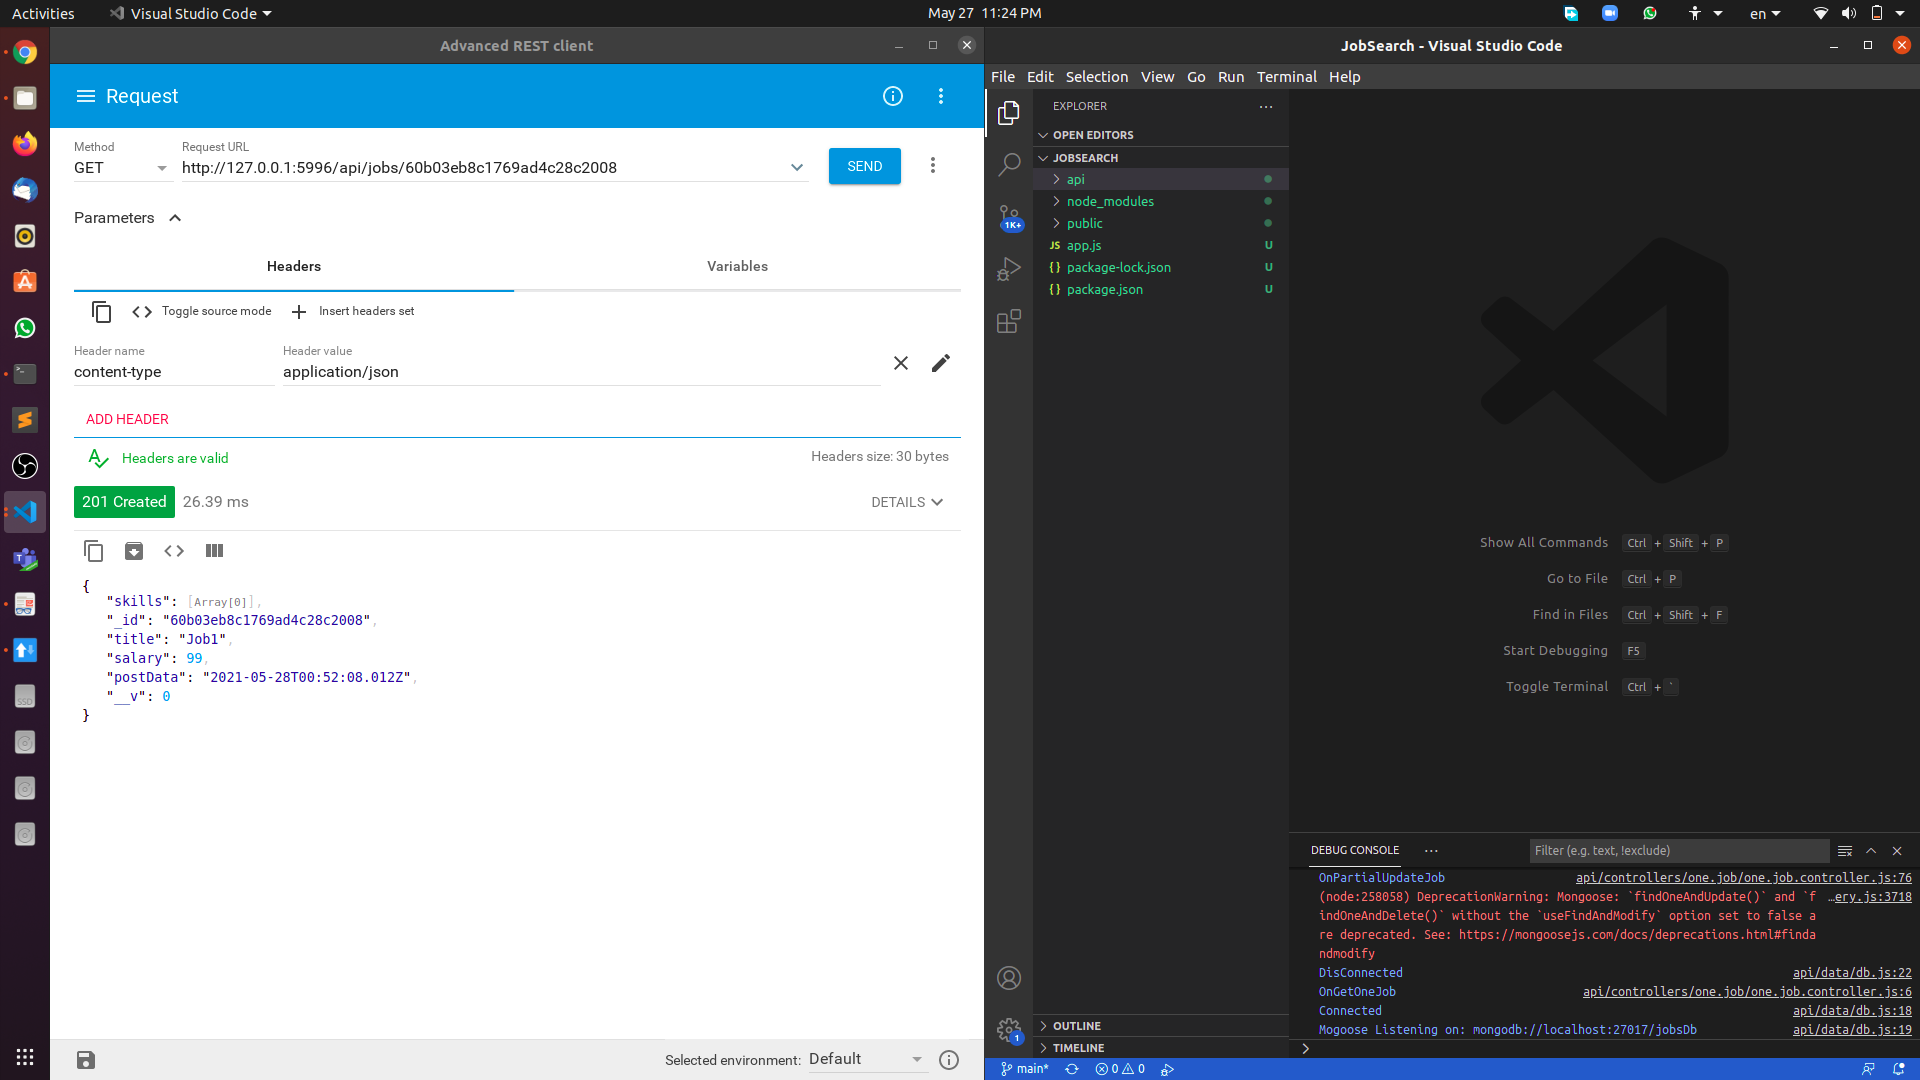 Activities
Visual Studio Code
May 27 11:24 PM
en
Advanced REST client
Request
Method
GET
Request URL
http://127.0.0.1:5996/api/jobs/60b03eb8c1769ad4c28c2008
SEND
Parameters
Headers
Variables
Toggle source mode
Insert headers set
Header name
content-type
Header value
application/json
ADD HEADER
Headers are valid
Headers size: 30 bytes
201 Created
26.39 ms
DETAILS
{
"skills": [Array[0]],
"_id": "60b03eb8c1769ad4c28c2008",
"title": "Job1",
"salary": 99,
"postData": "2021-05-28T00:52:08.012Z",
"__v": 0
}
Selected environment:
Default
SSD
JobSearch - Visual Studio Code
File Edit Selection View Go Run Terminal Help
EXPLORER
OPEN EDITORS
JOBSEARCH
api
node_modules
public
JS app.js U
{ } package-lock.json U
{ } package.json U
1K+
Show All Commands Ctrl + Shift + P
Go to File Ctrl + P
Find in Files Ctrl + Shift + F
Start Debugging F5
Toggle Terminal Ctrl + `
DEBUG CONSOLE
Filter (e.g. text, !exclude)
OnPartialUpdateJob api/controllers/one.job/one.job.controller.js:76
(node:258058) DeprecationWarning: Mongoose: `findOneAndUpdate()` and `f …ery.js:3718
indOneAndDelete()` without the `useFindAndModify` option set to false a
re deprecated. See: https://mongoosejs.com/docs/deprecations.html#finda
ndmodify
DisConnected api/data/db.js:22
OnGetOneJob api/controllers/one.job/one.job.controller.js:6
Connected api/data/db.js:18
Mogoose Listening on: mongodb://localhost:27017/jobsDb api/data/db.js:19
OUTLINE
TIMELINE
1
main*
0
0